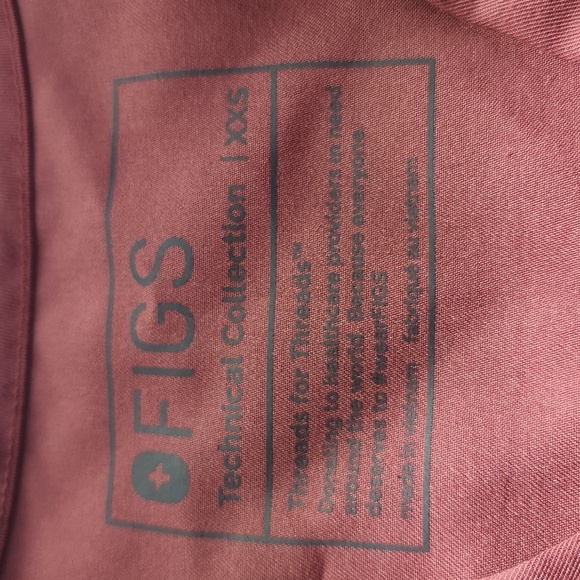 FIGS
Technical Collection | XXS
Threads for Threads™
Donating to healthcare providers in need
around the world. Because everyone
deserves to #wearFIGS
made in vietnam fabriqué au vietnam